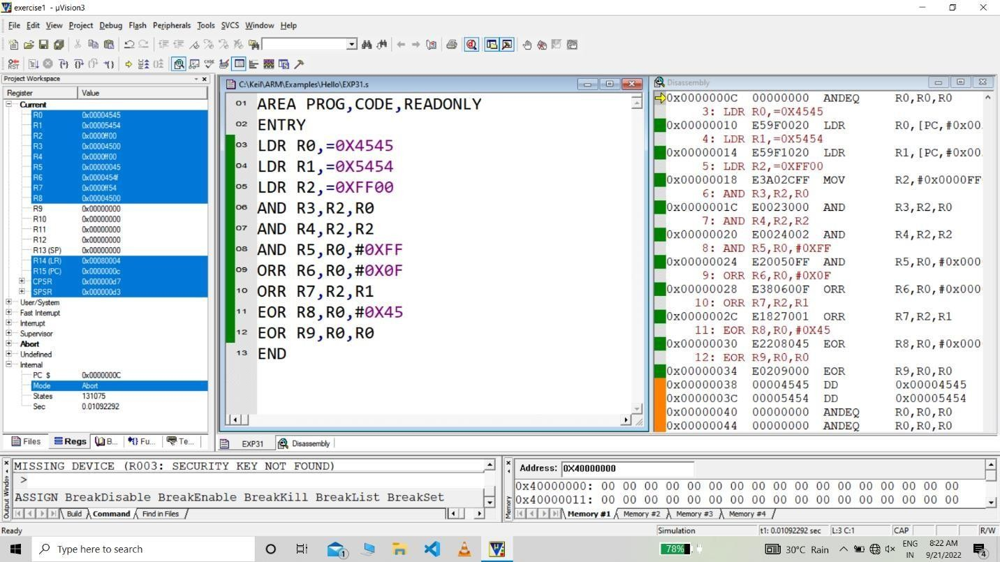 exercise1 - µVision3
File Edit View Project Debug Flash Peripherals Tools SVCS Window Help
Project Workspace
Register Value
Current
R0 0x00004545
R1 0x00005454
R2 0x0000ff00
R3 0x00004500
R4 0x0000ff00
R5 0x00000045
R6 0x0000454f
R7 0x0000ff54
R8 0x00004500
R9 0x00000000
R10 0x00000000
R11 0x00000000
R12 0x00000000
R13 (SP) 0x00000000
R14 (LR) 0x00080004
R15 (PC) 0x0000000c
CPSR 0x000000d7
SPSR 0x000000d3
User/System
Fast Interrupt
Interrupt
Supervisor
Abort
Undefined
Internal
PC $ 0x0000000C
Mode Abort
States 131075
Sec 0.01092292
Files Regs B... Fu... Te...
C:\Keil\ARM\Examples\Hello\EXP31.s
01 AREA PROG,CODE,READONLY
02 ENTRY
03 LDR R0,=0X4545
04 LDR R1,=0X5454
05 LDR R2,=0XFF00
06 AND R3,R2,R0
07 AND R4,R2,R2
08 AND R5,R0,#0XFF
09 ORR R6,R0,#0X0F
10 ORR R7,R2,R1
11 EOR R8,R0,#0X45
12 EOR R9,R0,R0
13 END
EXP31 Disassembly
Disassembly
0x0000000C 00000000 ANDEQ R0,R0,R0
3: LDR R0,=0X4545
0x00000010 E59F0020 LDR R0,[PC,#0x00
4: LDR R1,=0X5454
0x00000014 E59F1020 LDR R1,[PC,#0x00
5: LDR R2,=0XFF00
0x00000018 E3A02CFF MOV R2,#0x0000FF
6: AND R3,R2,R0
0x0000001C E0023000 AND R3,R2,R0
7: AND R4,R2,R2
0x00000020 E0024002 AND R4,R2,R2
8: AND R5,R0,#0XFF
0x00000024 E20050FF AND R5,R0,#0x000
9: ORR R6,R0,#0X0F
0x00000028 E380600F ORR R6,R0,#0x000
10: ORR R7,R2,R1
0x0000002C E1827001 ORR R7,R2,R1
11: EOR R8,R0,#0X45
0x00000030 E2208045 EOR R8,R0,#0x000
12: EOR R9,R0,R0
0x00000034 E0209000 EOR R9,R0,R0
0x00000038 00004545 DD 0x00004545
0x0000003C 00005454 DD 0x00005454
0x00000040 00000000 ANDEQ R0,R0,R0
0x00000044 00000000 ANDEQ R0,R0,R0
Output Window
MISSING DEVICE (R003: SECURITY KEY NOT FOUND)
>
ASSIGN BreakDisable BreakEnable BreakKill BreakList BreakSet
Build Command Find in Files
Memory
Address: 0X40000000
0x40000000: 00 00 00 00 00 00 00 00 00 00 00 00 00 00 00 00 00
0x40000011: 00 00 00 00 00 00 00 00 00 00 00 00 00 00 00 00 00
Memory #1 Memory #2 Memory #3 Memory #4
Ready Simulation t1: 0.01092292 sec L:3 C:1 CAP R/W
Type here to search
1
78%
30°C Rain
ENG
IN
8:22 AM
9/21/2022
4